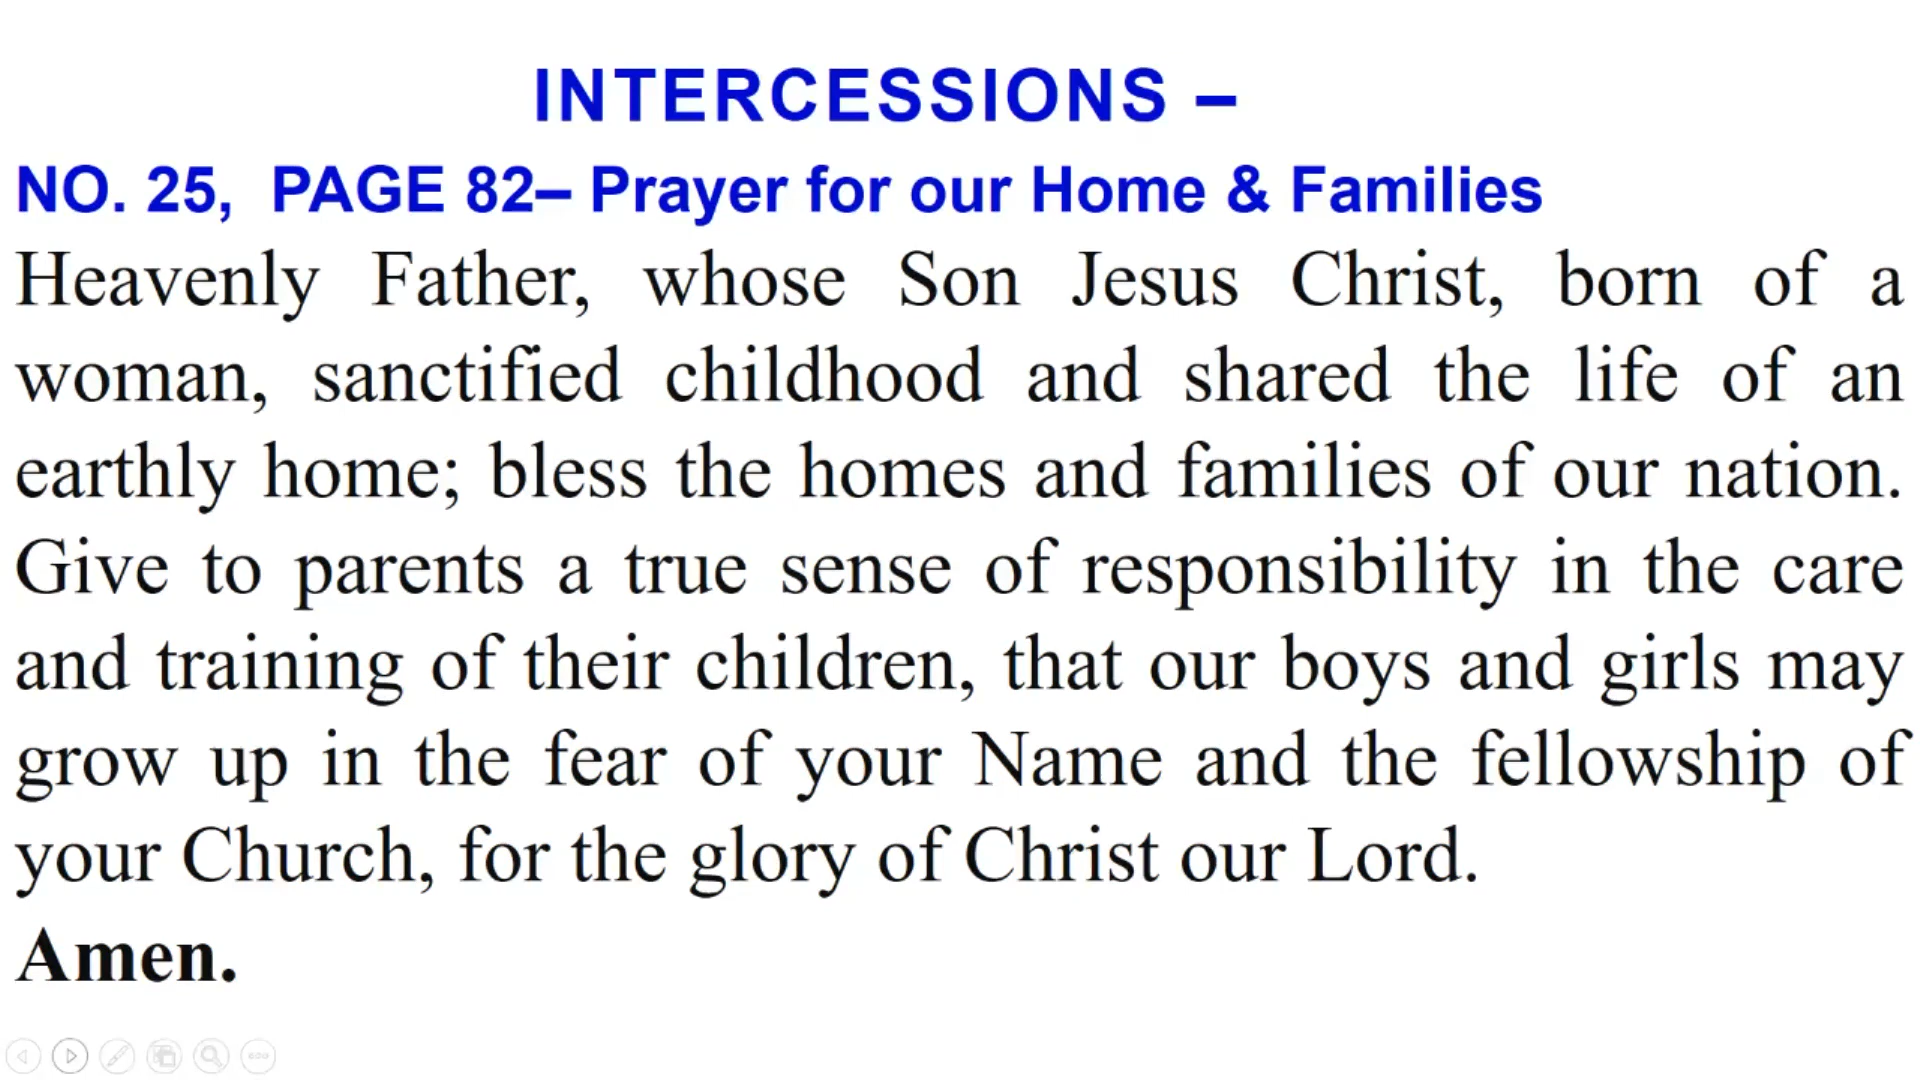 INTERCESSIONS –
NO. 25,  PAGE 82– Prayer for our Home & Families
Heavenly Father, whose Son Jesus Christ, born of a
woman, sanctified childhood and shared the life of an
earthly home; bless the homes and families of our nation.
Give to parents a true sense of responsibility in the care
and training of their children, that our boys and girls may
grow up in the fear of your Name and the fellowship of
your Church, for the glory of Christ our Lord.
Amen.